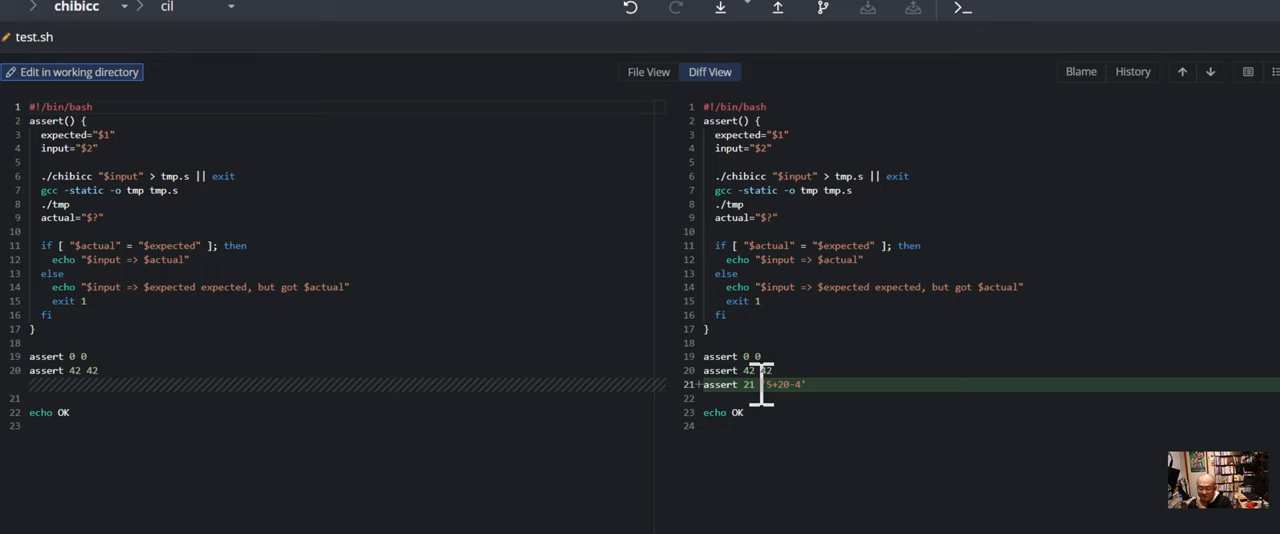 chibicc cil
test.sh
Edit in working directory File View Diff View Blame History
1 #!/bin/bash
2 assert() {
3 expected="$1"
4 input="$2"
5
6 ./chibicc "$input" > tmp.s || exit
7 gcc -static -o tmp tmp.s
8 ./tmp
9 actual="$?"
10
11 if [ "$actual" = "$expected" ]; then
12 echo "$input => $actual"
13 else
14 echo "$input => $expected expected, but got $actual"
15 exit 1
16 fi
17 }
18
19 assert 0 0
20 assert 42 42
21
22 echo OK
23
1 #!/bin/bash
2 assert() {
3 expected="$1"
4 input="$2"
5
6 ./chibicc "$input" > tmp.s || exit
7 gcc -static -o tmp tmp.s
8 ./tmp
9 actual="$?"
10
11 if [ "$actual" = "$expected" ]; then
12 echo "$input => $actual"
13 else
14 echo "$input => $expected expected, but got $actual"
15 exit 1
16 fi
17 }
18
19 assert 0 0
20 assert 42 42
21 + assert 21 '5+20-4'
22
23 echo OK
24